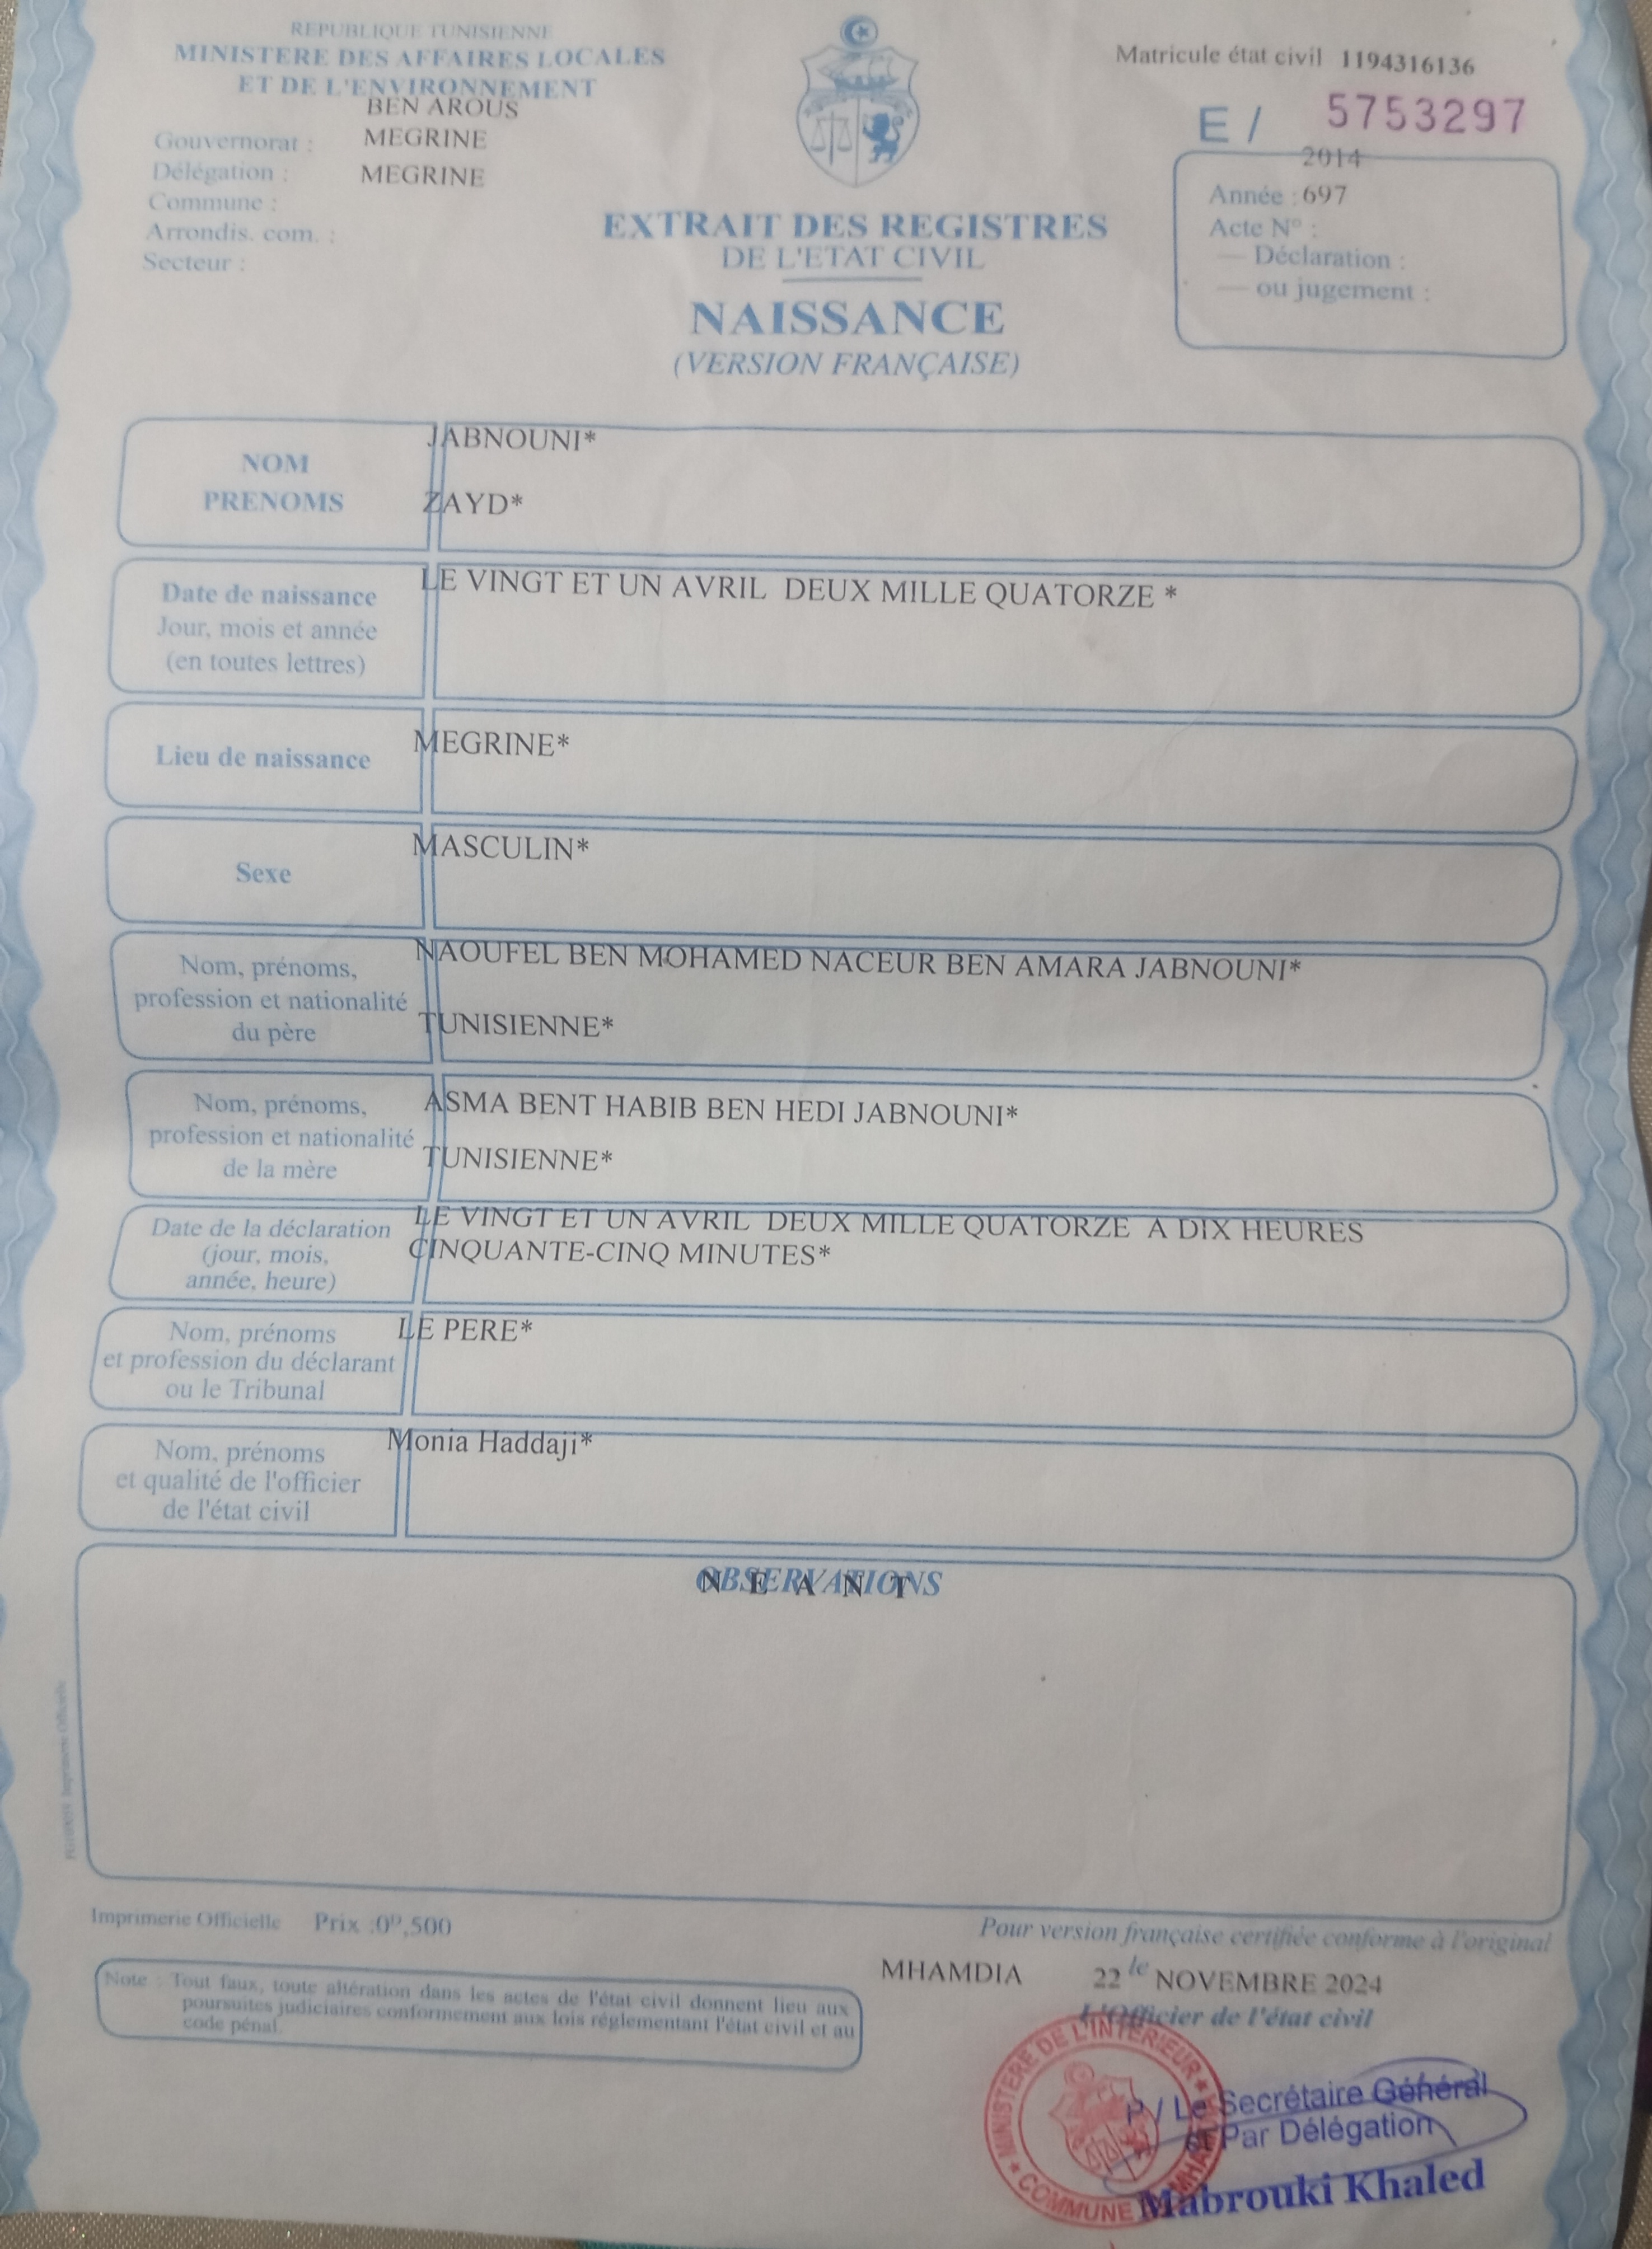 REPUBLIQUE TUNISIENNE
MINISTERE DES AFFAIRES LOCALES
ET DE L'ENVIRONNEMENT
BEN AROUS
Gouvernorat : MEGRINE
Délégation : MEGRINE
Commune :
Arrondis. com. :
Secteur :
Matricule état civil 1194316136
E / 5753297
2014
Année : 697
Acte N° :
— Déclaration :
— ou jugement :
EXTRAIT DES REGISTRES
DE L'ETAT CIVIL
NAISSANCE
(VERSION FRANÇAISE)
NOM
PRENOMS
JABNOUNI*
ZAYD*
Date de naissance
Jour, mois et année
(en toutes lettres)
LE VINGT ET UN AVRIL DEUX MILLE QUATORZE *
Lieu de naissance
MEGRINE*
Sexe
MASCULIN*
Nom, prénoms,
profession et nationalité
du père
NAOUFEL BEN MOHAMED NACEUR BEN AMARA JABNOUNI*
TUNISIENNE*
Nom, prénoms,
profession et nationalité
de la mère
ASMA BENT HABIB BEN HEDI JABNOUNI*
TUNISIENNE*
Date de la déclaration
(jour, mois,
année, heure)
LE VINGT ET UN AVRIL DEUX MILLE QUATORZE A DIX HEURES
CINQUANTE-CINQ MINUTES*
Nom, prénoms
et profession du déclarant
ou le Tribunal
LE PERE*
Nom, prénoms
et qualité de l'officier
de l'état civil
Monia Haddaji*
OBSERVATIONS
N E A N T
Imprimerie Officielle Prix :0ᴰ,500
Pour version française certifiée conforme à l'original
MHAMDIA 22 le NOVEMBRE 2024
L'Officier de l'état civil
Note : Tout faux, toute altération dans les actes de l'état civil donnent lieu aux
poursuites judiciaires conformement aux lois réglementant l'état civil et au
code pénal.
MINISTERE DE L'INTERIEUR
COMMUNE MHAMDIA
P / Le Secrétaire Général
et Par Délégation
Mabrouki Khaled